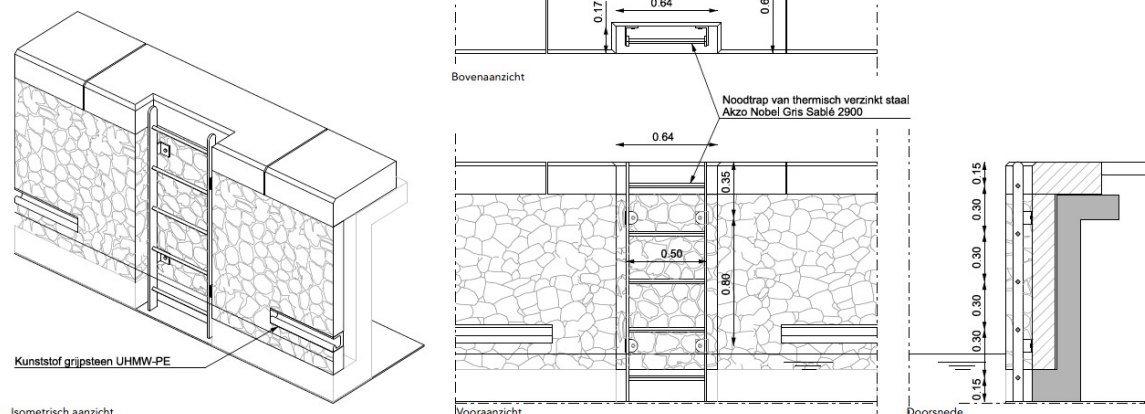 0.64
0.17
Bovenaanzicht
Noodtrap van thermisch verzinkt staal
Akzo Nobel Gris Sablé 2900
0.64
0.35
0.50
0.80
Kunststof grijpsteen UHMW-PE
0.15
0.30
0.30
0.30
0.30
0.15
Isometrisch aanzicht
Vooraanzicht
Doorsnede